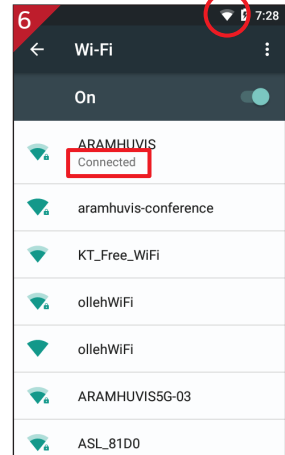 6
7:28
Wi-Fi
On
ARAMHUVIS
Connected
aramhuvis-conference
KT_Free_WiFi
ollehWiFi
ollehWiFi
ARAMHUVIS5G-03
ASL_81D0